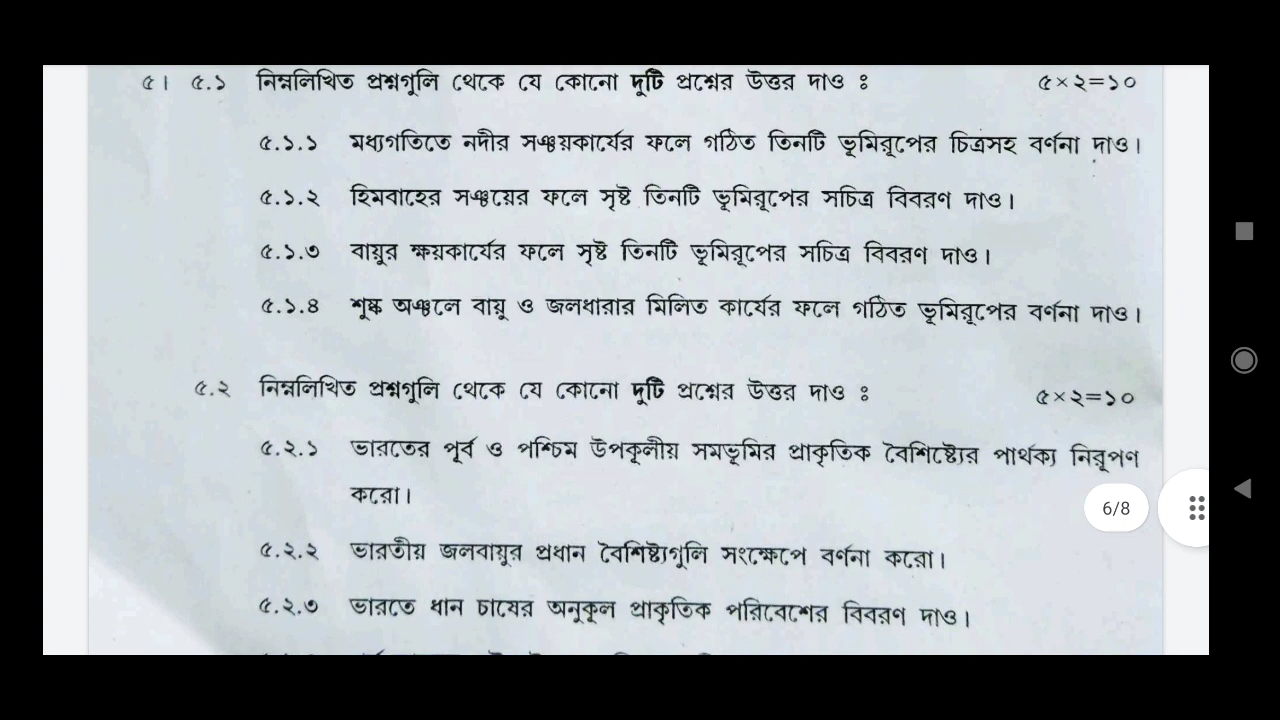 ৫। ৫.১ নিম্নলিখিত প্রশ্নগুলি থেকে যে কোনো দুটি প্রশ্নের উত্তর দাও ঃ ৫×২=১০
৫.১.১ মধ্যগতিতে নদীর সঞ্চয়কার্যের ফলে গঠিত তিনটি ভূমিরূপের চিত্রসহ বর্ণনা দাও।
৫.১.২ হিমবাহের সঞ্চয়ের ফলে সৃষ্ট তিনটি ভূমিরূপের সচিত্র বিবরণ দাও।
৫.১.৩ বায়ুর ক্ষয়কার্যের ফলে সৃষ্ট তিনটি ভূমিরূপের সচিত্র বিবরণ দাও।
৫.১.৪ শুষ্ক অঞ্চলে বায়ু ও জলধারার মিলিত কার্যের ফলে গঠিত ভূমিরূপের বর্ণনা দাও।
৫.২ নিম্নলিখিত প্রশ্নগুলি থেকে যে কোনো দুটি প্রশ্নের উত্তর দাও ঃ ৫×২=১০
৫.২.১ ভারতের পূর্ব ও পশ্চিম উপকূলীয় সমভূমির প্রাকৃতিক বৈশিষ্ট্যের পার্থক্য নিরূপণ
করো।
6/8
৫.২.২ ভারতীয় জলবায়ুর প্রধান বৈশিষ্ট্যগুলি সংক্ষেপে বর্ণনা করো।
৫.২.৩ ভারতে ধান চাষের অনুকূল প্রাকৃতিক পরিবেশের বিবরণ দাও।